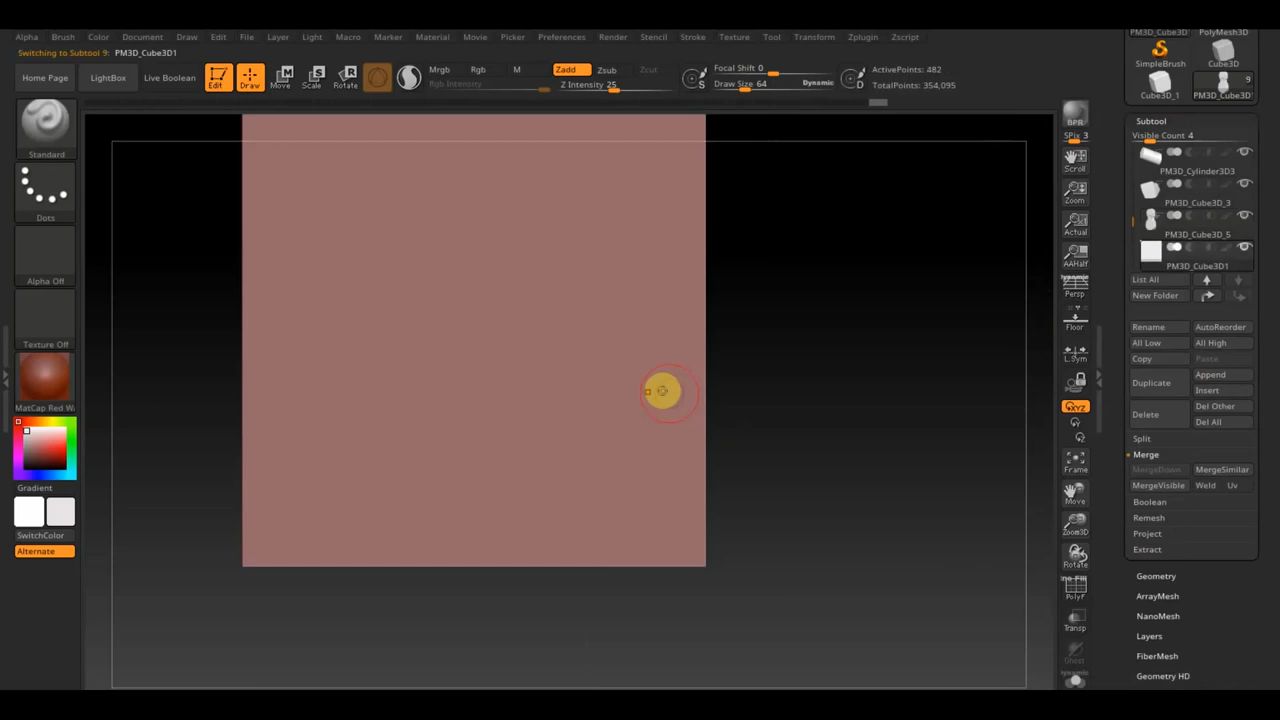 Alpha Brush Color Document Draw Edit File Layer Light Macro Marker Material Movie Picker Preferences Render Stencil Stroke Texture Tool Transform Zplugin Zscript
Switching to Subtool 9: PM3D_Cube3D1
Home Page LightBox Live Boolean Edit Draw Move Scale Rotate
Mrgb Rgb M Zadd Zsub Zcut
Rgb Intensity Z Intensity 25
Focal Shift 0
Draw Size 64 Dynamic
S D
ActivePoints: 482
TotalPoints: 354,095
Standard
Dots
Alpha Off
Texture Off
MatCap Red Wa
Gradient
SwitchColor
Alternate
BPR
SPix 3
Scroll
Zoom
Actual
AAHalf
Dynamic
Persp
Floor
L.Sym
XYZ
Y
Z
Frame
Move
Zoom3D
Rotate
PolyF
Transp
Ghost
Dynamic
PM3D_Cube3D PolyMesh3D
SimpleBrush Cube3D
9
Cube3D_1 PM3D_Cube3D
Subtool
Visible Count 4
PM3D_Cylinder3D3
PM3D_Cube3D_3
PM3D_Cube3D_5
PM3D_Cube3D1
List All
New Folder
Rename AutoReorder
All Low All High
Copy Paste
Duplicate Append
Insert
Delete Del Other
Del All
Split
Merge
MergeDown MergeSimilar
MergeVisible Weld Uv
Boolean
Remesh
Project
Extract
Geometry
ArrayMesh
NanoMesh
Layers
FiberMesh
Geometry HD